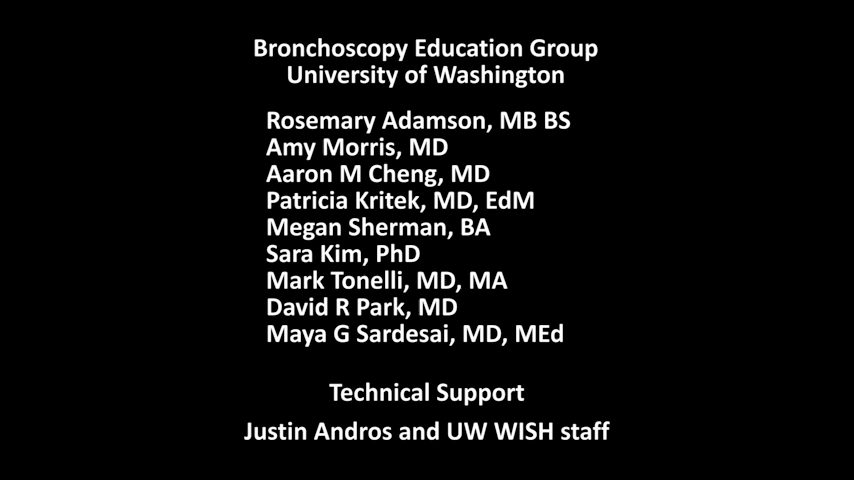 Bronchoscopy Education Group
University of Washington
Rosemary Adamson, MB BS
Amy Morris, MD
Aaron M Cheng, MD
Patricia Kritek, MD, EdM
Megan Sherman, BA
Sara Kim, PhD
Mark Tonelli, MD, MA
David R Park, MD
Maya G Sardesai, MD, MEd
Technical Support
Justin Andros and UW WISH staff